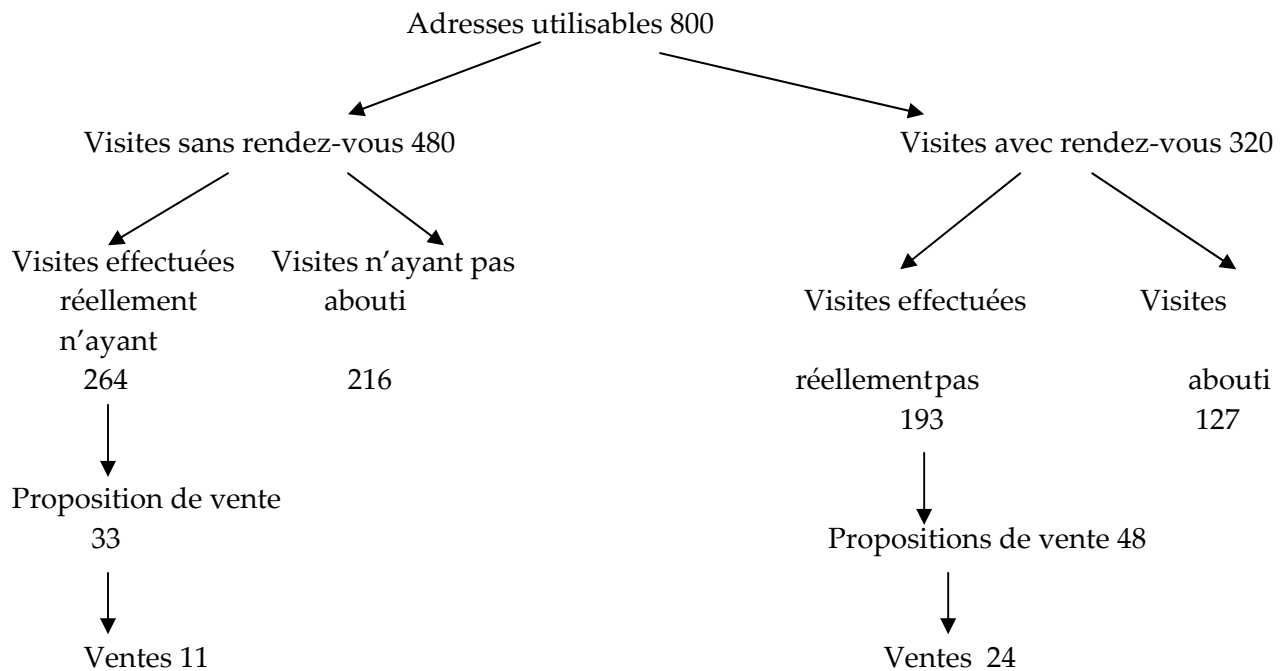 Adresses utilisables 800
Visites sans rendez-vous 480
Visites avec rendez-vous 320
Visites effectuées
réellement
n'ayant
264
Visites n'ayant pas
abouti
216
Visites effectuées
Visites
réellementpas
abouti
193
127
Proposition de vente
33
Propositions de vente 48
Ventes 11
Ventes 24